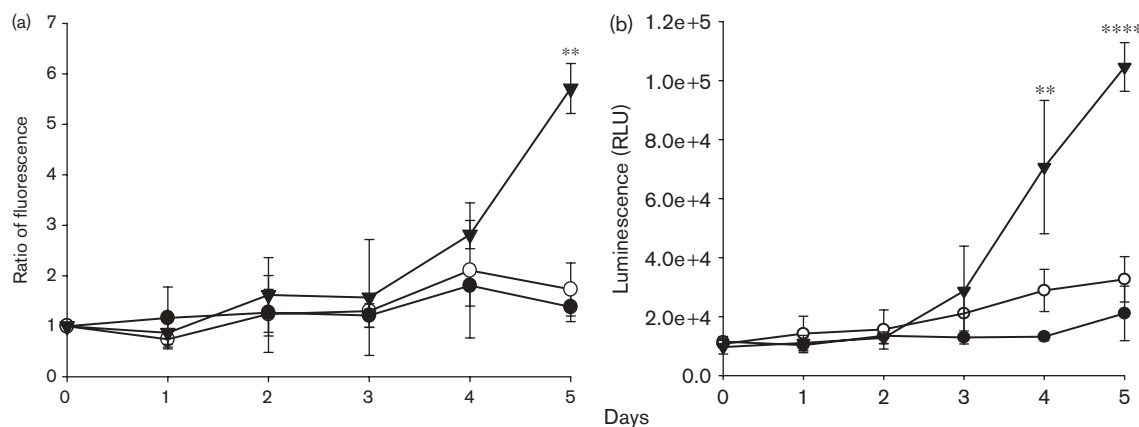 (a)
7
6
5
4
3
2
1
0
Ratio of fluorescence
**
0 1 2 3 4 5
(b)
1.2e+5
1.0e+5
8.0e+4
6.0e+4
4.0e+4
2.0e+4
0.0
Luminescence (RLU)
**
****
0 1 2 3 4 5
Days